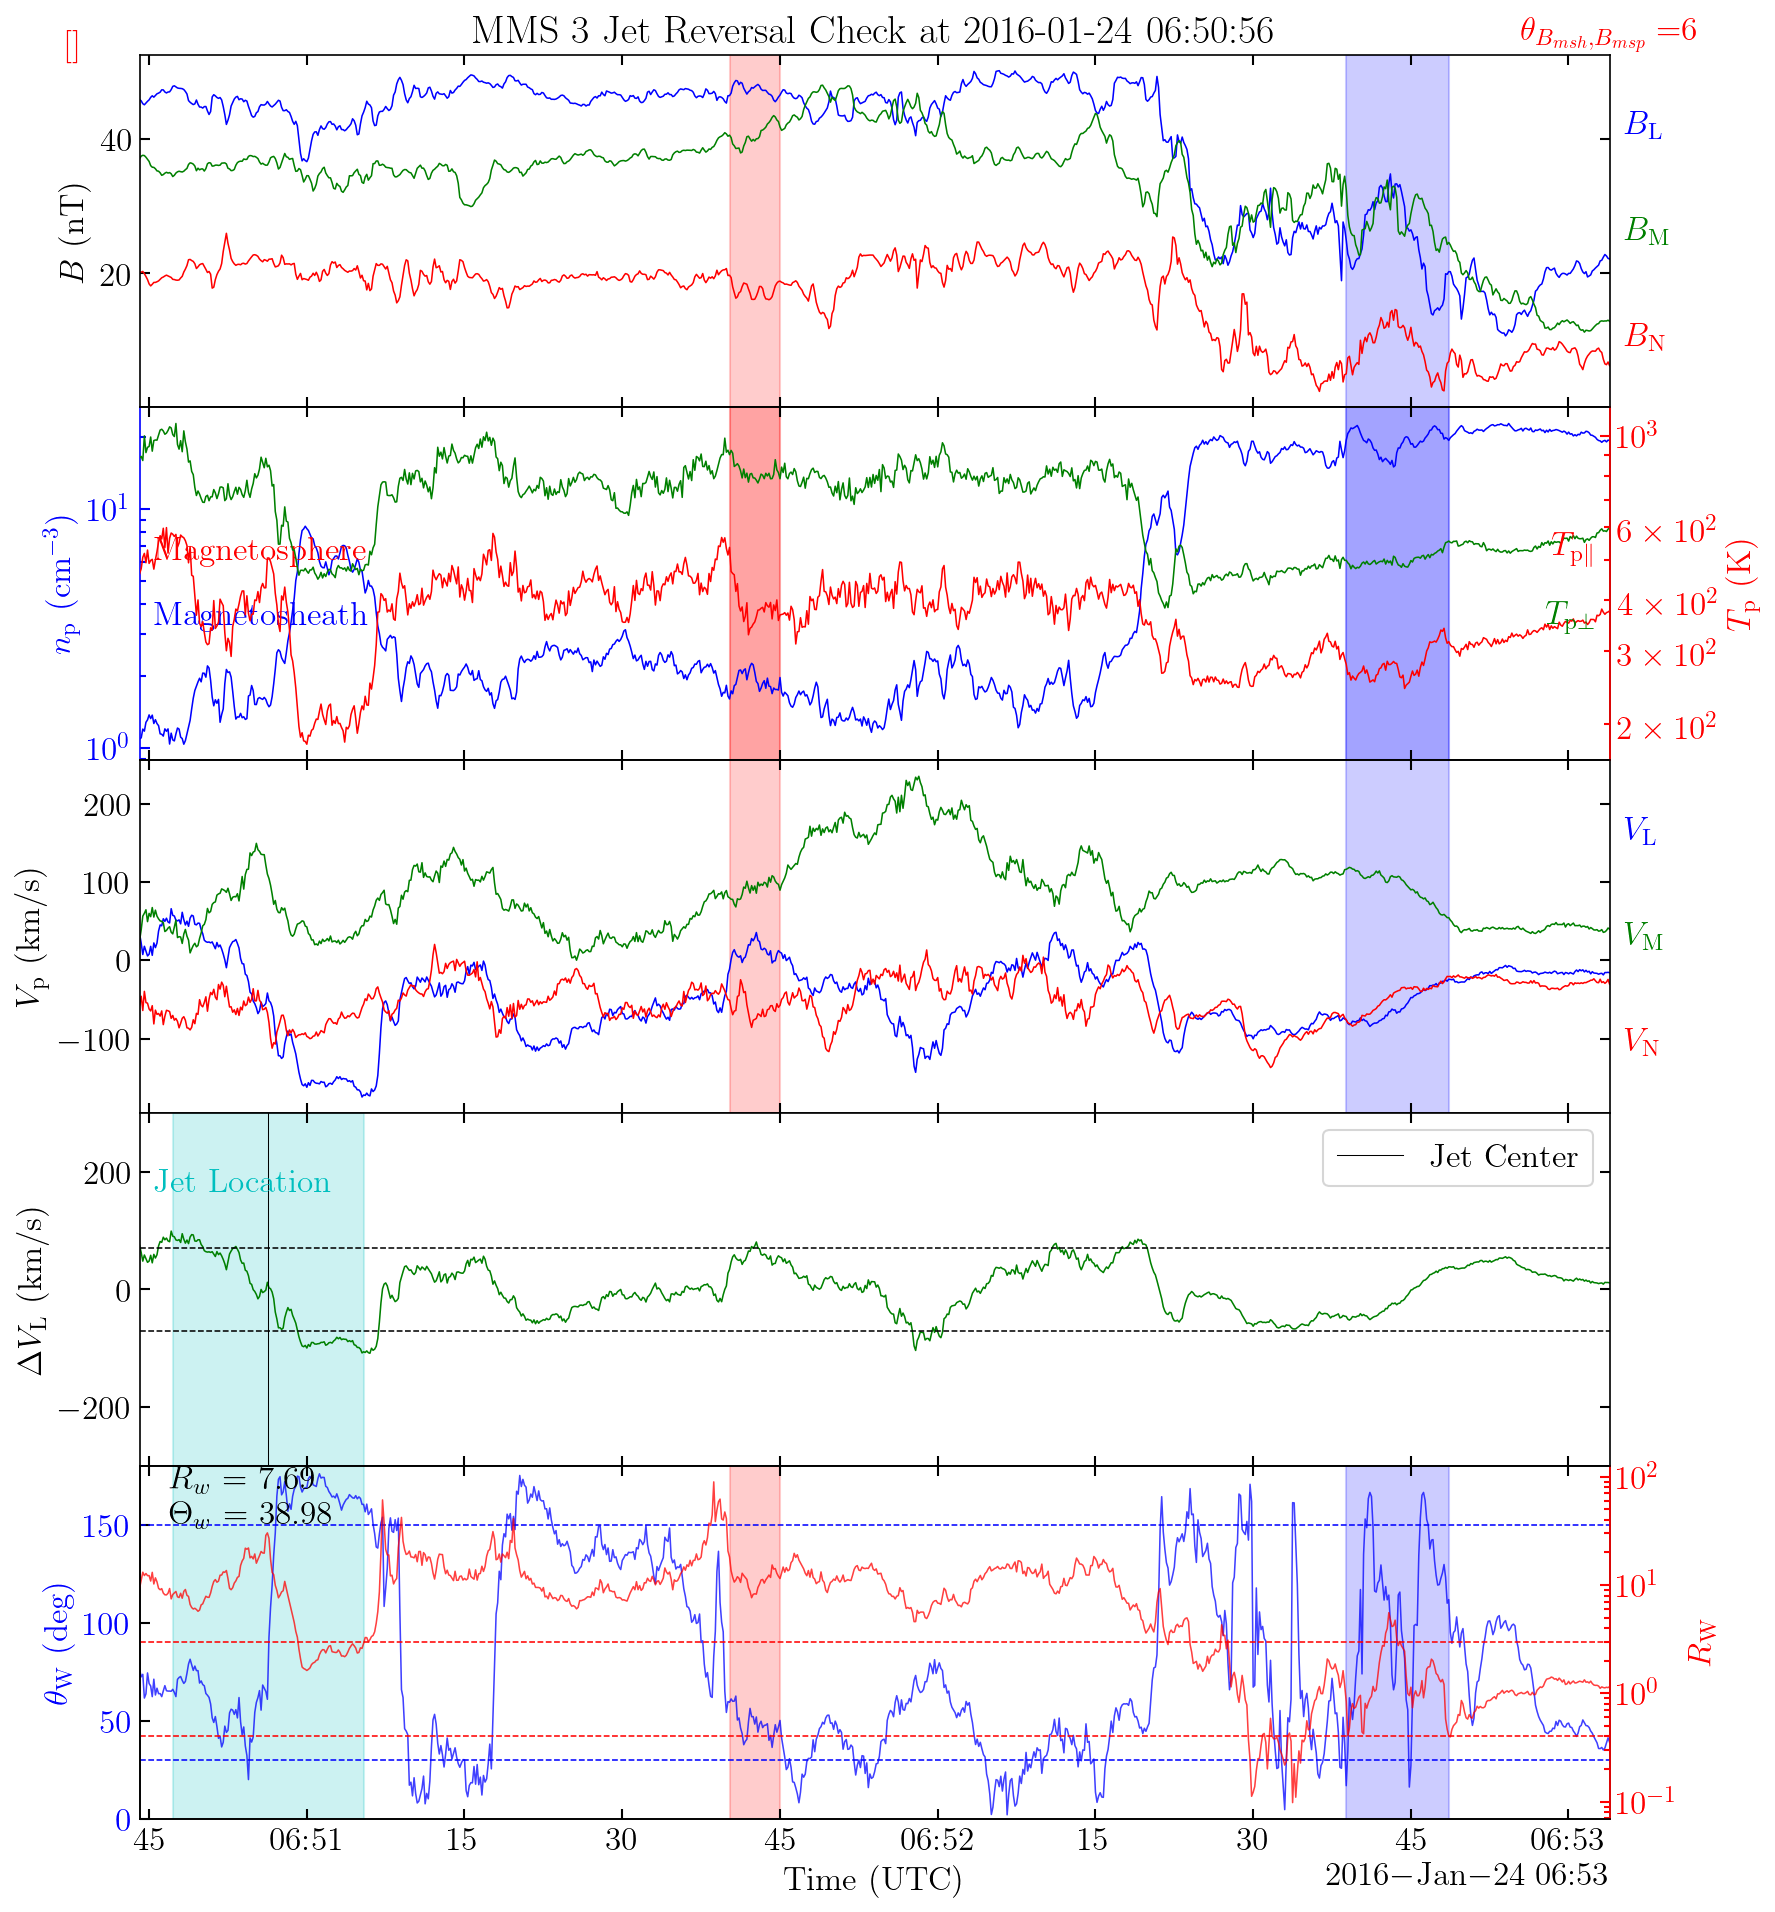 MMS 3 Jet Reversal Check at 2016-01-24 06:50:56
[]
θ_{B_{msh},B_{msp}} =6
40
20
B (nT)
B_L
B_M
B_N
10^1
10^0
n_p (cm^{−3})
Magnetosphere
Magnetosheath
T_{p∥}
T_{p⊥}
10^3
6 × 10^2
4 × 10^2
3 × 10^2
2 × 10^2
T_p (K)
200
100
0
−100
V_p (km/s)
V_L
V_M
V_N
200
0
−200
ΔV_L (km/s)
Jet Location
Jet Center
R_w = 7.69
Θ_w = 38.98
150
100
50
0
θ_W (deg)
10^2
10^1
10^0
10^{−1}
R_W
45 06:51 15 30 45 06:52 15 30 45 06:53
Time (UTC)
2016−Jan−24 06:53